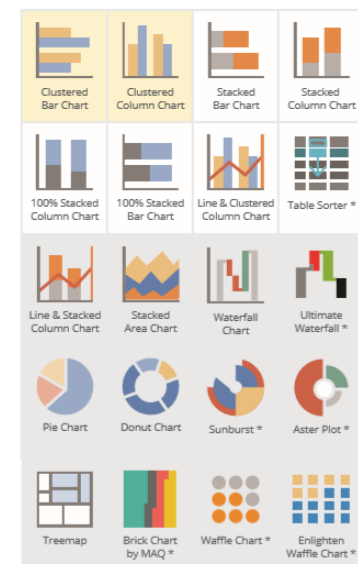 Clustered
Bar Chart
Clustered
Column Chart
Stacked
Bar Chart
Stacked
Column Chart
100% Stacked
Column Chart
100% Stacked
Bar Chart
Line & Clustered
Column Chart
Table Sorter *
Line & Stacked
Column Chart
Stacked
Area Chart
Waterfall
Chart
Ultimate
Waterfall *
Pie Chart
Donut Chart
Sunburst *
Aster Plot *
Treemap
Brick Chart
by MAQ *
Waffle Chart *
Enlighten
Waffle Chart *